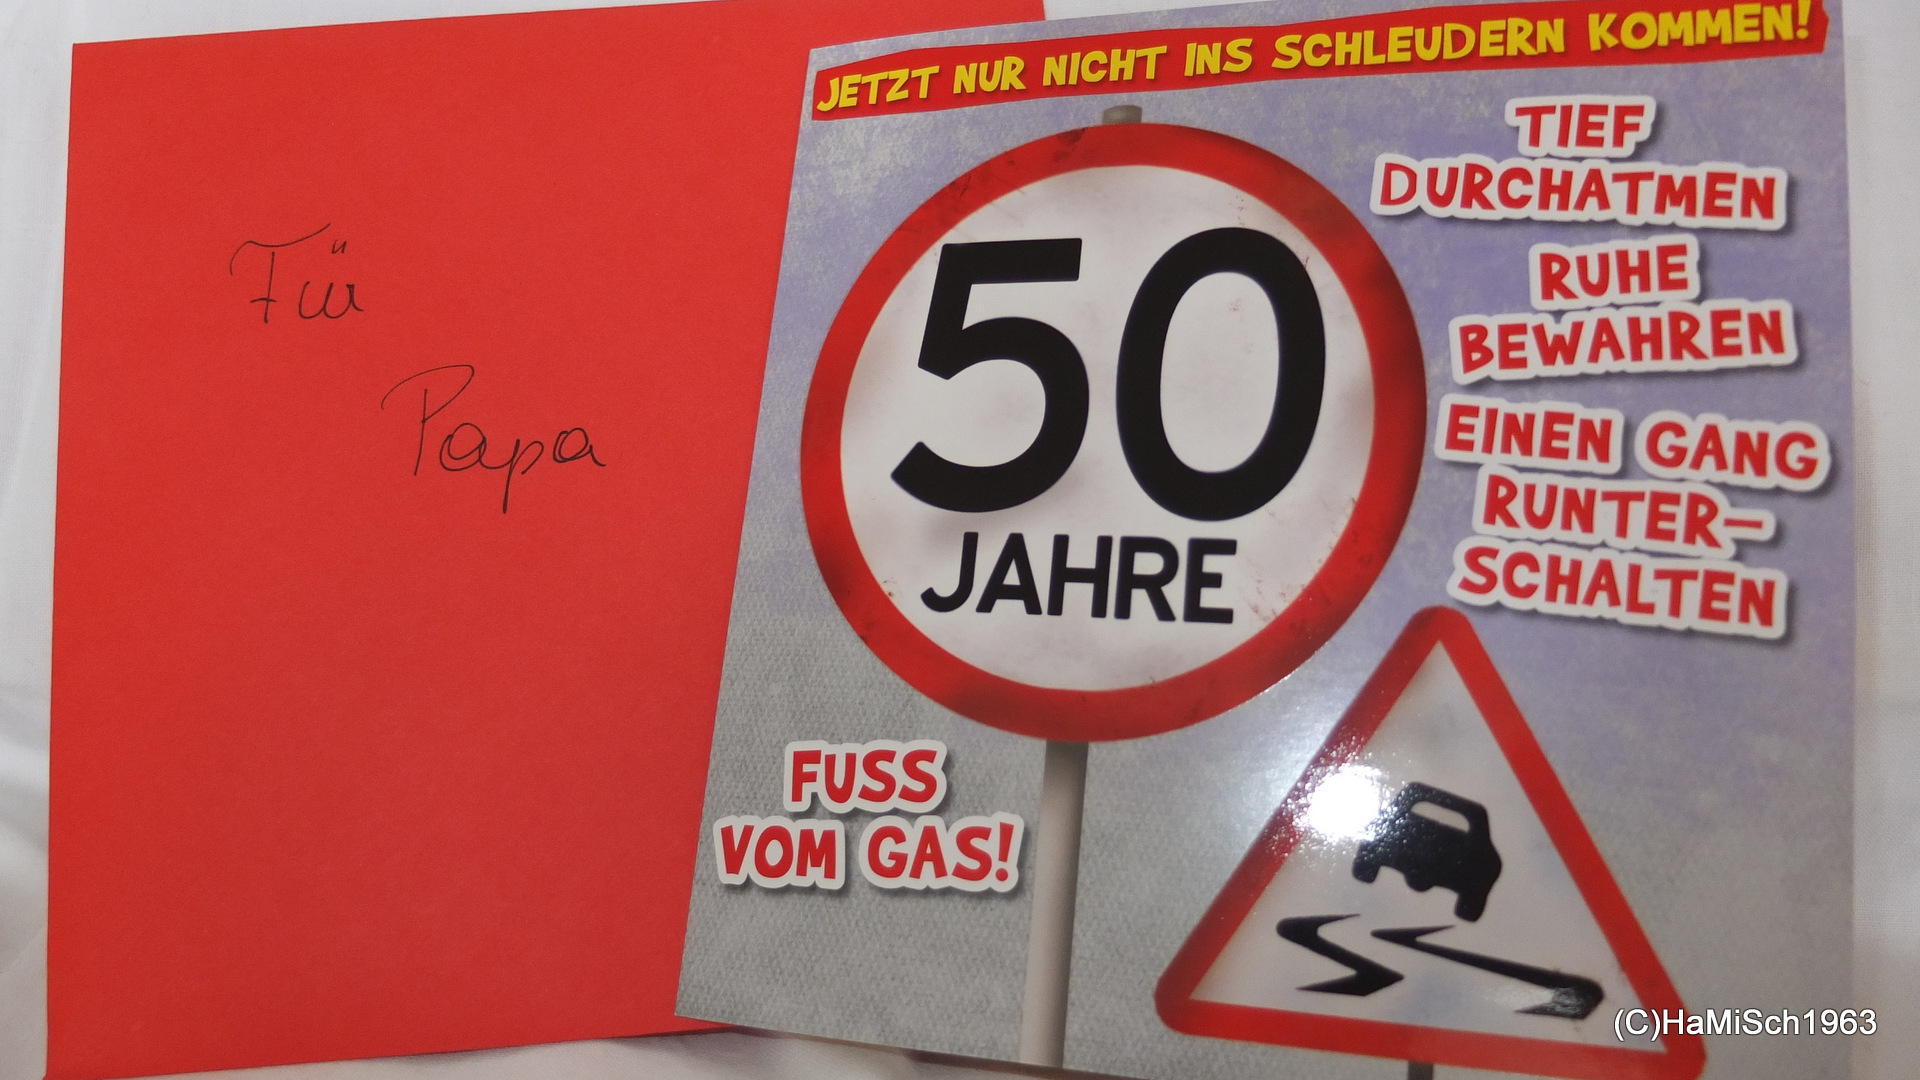 Für
Papa
JETZT NUR NICHT INS SCHLEUDERN KOMMEN!
TIEF
DURCHATMEN
RUHE
BEWAHREN
EINEN GANG
RUNTER-
SCHALTEN
50
JAHRE
FUSS
VOM GAS!
(C)HaMiSch1963